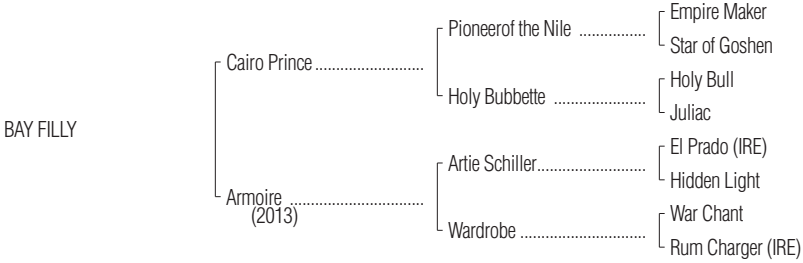 Empire Maker
Pioneerof the Nile ................
Star of Goshen
Cairo Prince ..........................
Holy Bull
Holy Bubbette ......................
Juliac
BAY FILLY
El Prado (IRE)
Artie Schiller..........................
Hidden Light
Armoire ................................
(2013)
War Chant
Wardrobe ..............................
Rum Charger (IRE)